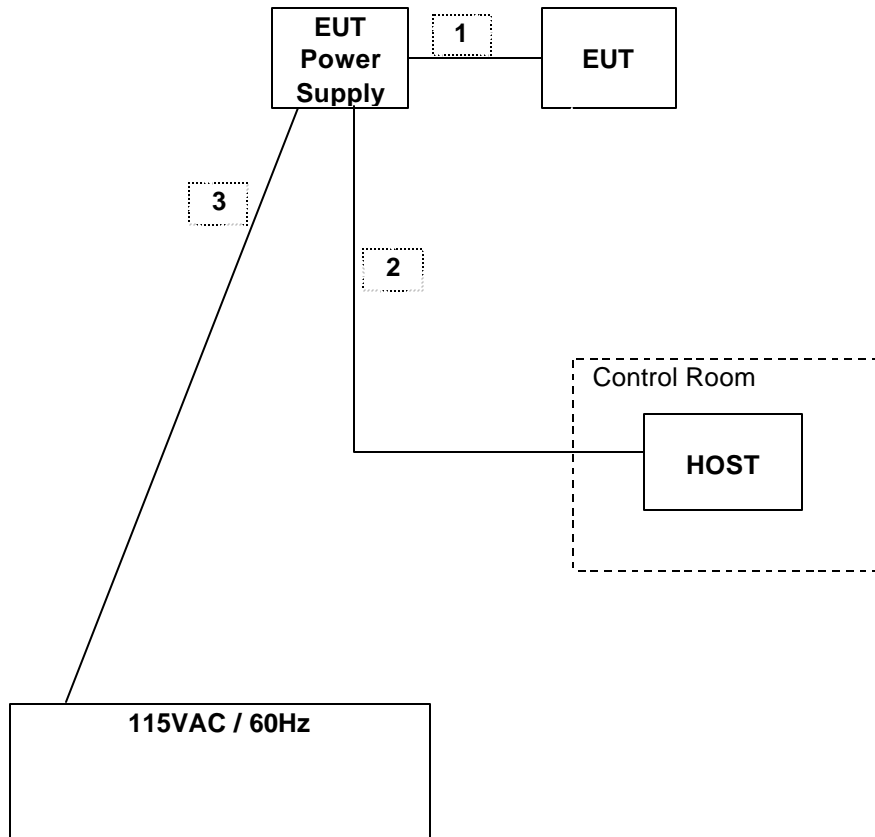 EUT
Power
Supply
1
EUT
3
2
Control Room
HOST
115VAC / 60Hz